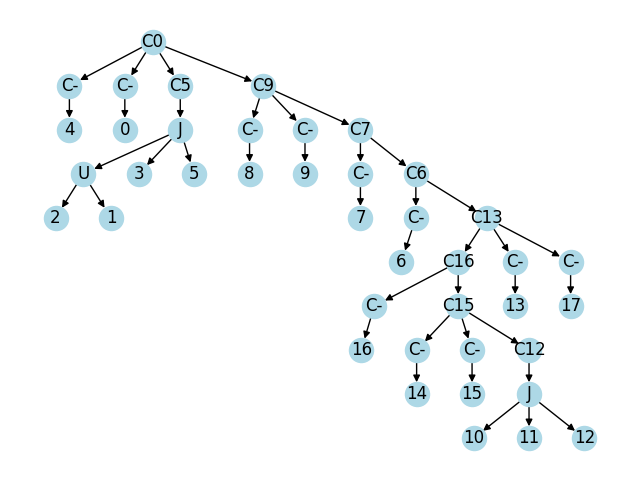 C0
C- C- C5 C9
4 0 J C- C- C7
U 3 5 8 9 C- C6
2 1 7 C- C13
6 C16 C- C-
C- C15 13 17
16 C- C- C12
14 15 J
10 11 12